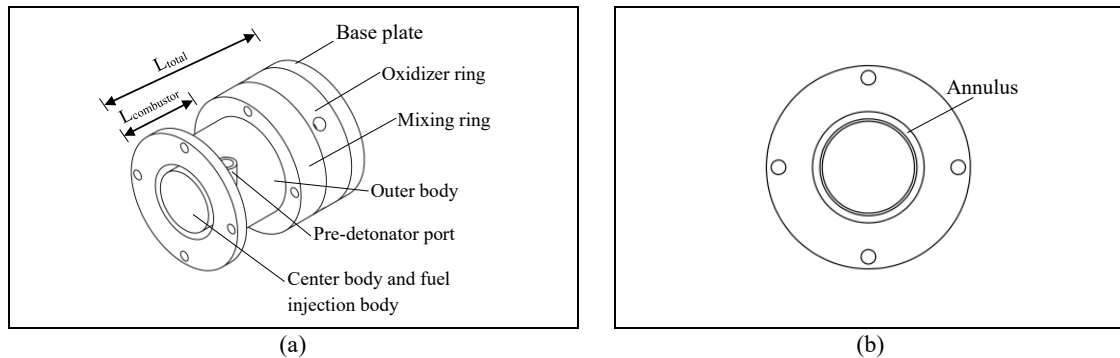 L_total
Base plate
Oxidizer ring
L_combustor
Mixing ring
Outer body
Pre-detonator port
Center body and fuel
injection body
(a)
Annulus
(b)